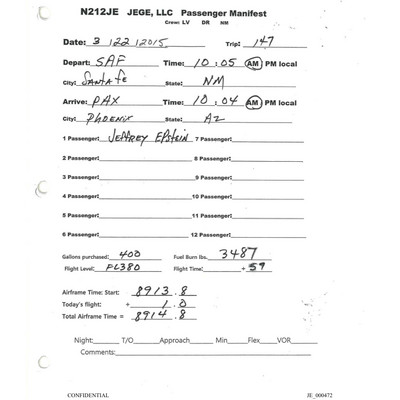 N212JE JEGE, LLC Passenger Manifest
Crew: LV DR NM
Date: 3 / 22 / 2015 Trip: 147
Depart: SAF Time: 10:05 AM PM local
City: Santa Fe State: NM
Arrive: PAX Time: 10:04 AM PM local
City: Phoenix State: AZ
1 Passenger: Jeffrey Epstein 7 Passenger:
2 Passenger: 8 Passenger:
3 Passenger: 9 Passenger:
4 Passenger: 10 Passenger:
5 Passenger: 11 Passenger:
6 Passenger: 12 Passenger:
Gallons purchased: 400 Fuel Burn lbs. 3487
Flight Level: FL380 Flight Time: + 59
Airframe Time: Start: 8913.8
Today's flight: + 1.0
Total Airframe Time = 8914.8
Night: T/O Approach Min Flex VOR
Comments:
CONFIDENTIAL JE_000472